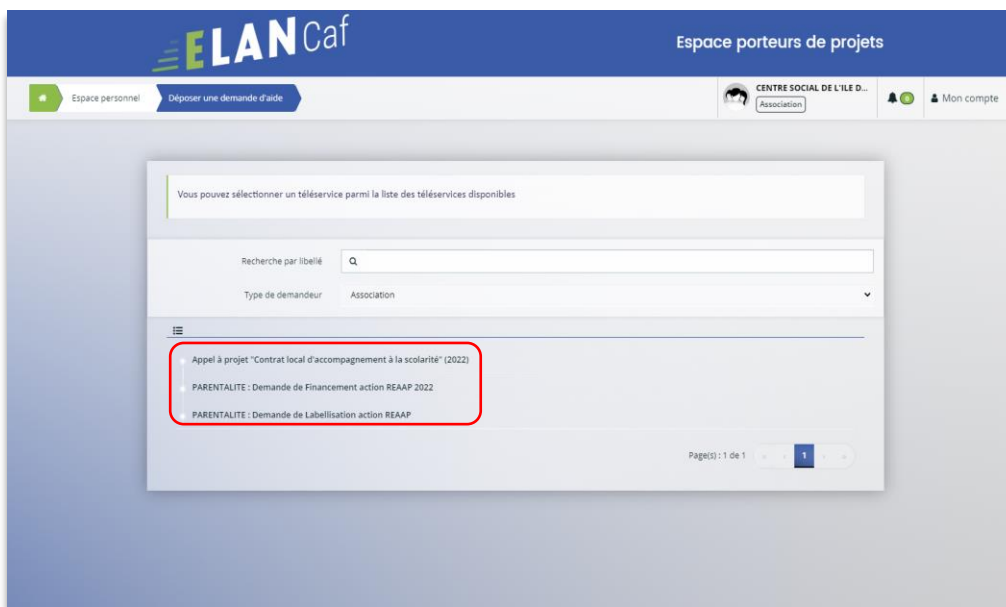 ELAN Caf
Espace porteurs de projets
Espace personnel
Déposer une demande d'aide
CENTRE SOCIAL DE L'ILE D...
Association
Mon compte
Vous pouvez sélectionner un téléservice parmi la liste des téléservices disponibles
Recherche par libellé
Type de demandeur
Association
Appel à projet "Contrat local d'accompagnement à la scolarité" (2022)
PARENTALITE : Demande de Financement action REAAP 2022
PARENTALITE : Demande de Labellisation action REAAP
Page(s) : 1 de 1
« ‹ 1 › »